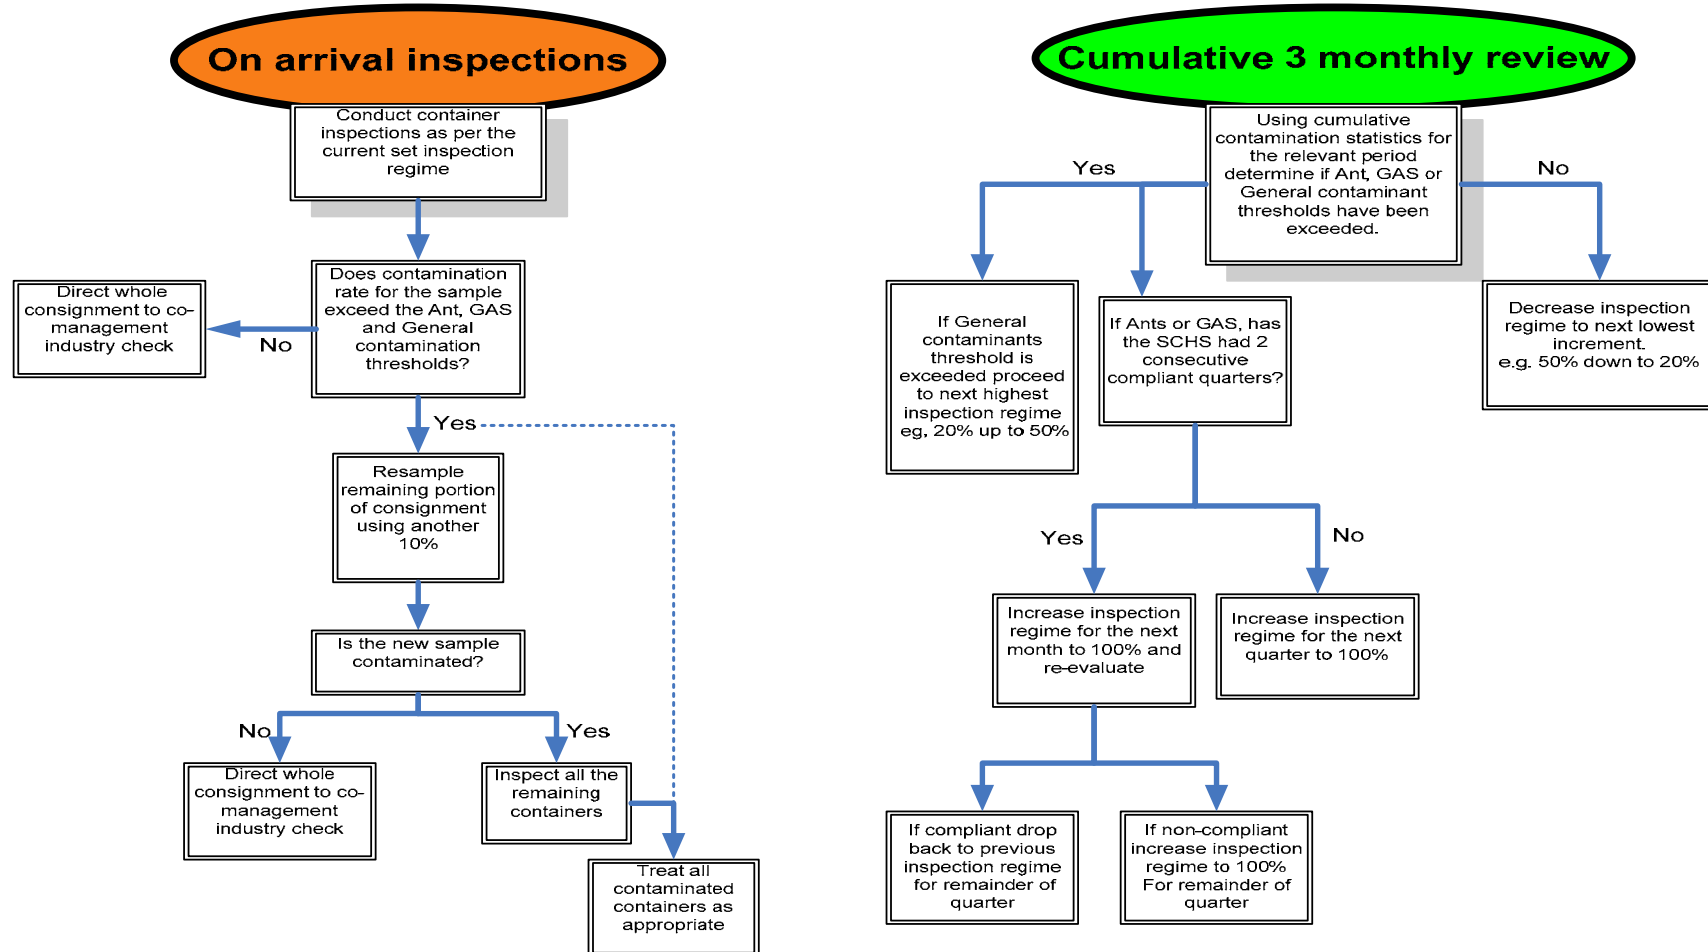 On arrival inspections
Conduct container
inspections as per the
current set inspection
regime
Does contamination
rate for the sample
exceed the Ant, GAS
and General
contamination
thresholds?
No
Direct whole
consignment to co-
management
industry check
Yes
Resample
remaining portion
of consignment
using another
10%
Is the new sample
contaminated?
No
Yes
Direct whole
consignment to co-
management
industry check
Inspect all the
remaining
containers
Treat all
contaminated
containers as
appropriate
Cumulative 3 monthly review
Using cumulative
contamination statistics for
the relevant period
determine if Ant, GAS or
General contaminant
thresholds have been
exceeded.
Yes
No
If General
contaminants
threshold is
exceeded proceed
to next highest
inspection regime
eg, 20% up to 50%
If Ants or GAS, has
the SCHS had 2
consecutive
compliant quarters?
Decrease inspection
regime to next lowest
increment.
e.g. 50% down to 20%
Yes
No
Increase inspection
regime for the next
month to 100% and
re-evaluate
Increase inspection
regime for the next
quarter to 100%
If compliant drop
back to previous
inspection regime
for remainder of
quarter
If non-compliant
increase inspection
regime to 100%
For remainder of
quarter